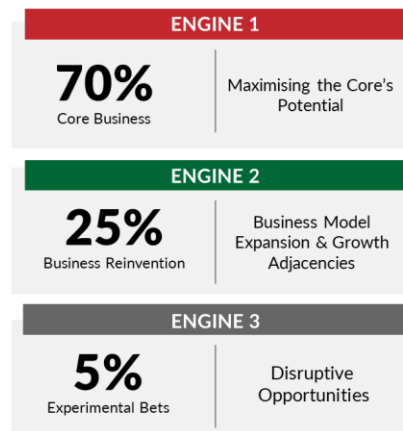 ENGINE 1
70%
Core Business
Maximising the Core's
Potential
ENGINE 2
25%
Business Reinvention
Business Model
Expansion & Growth
Adjacencies
ENGINE 3
5%
Experimental Bets
Disruptive
Opportunities